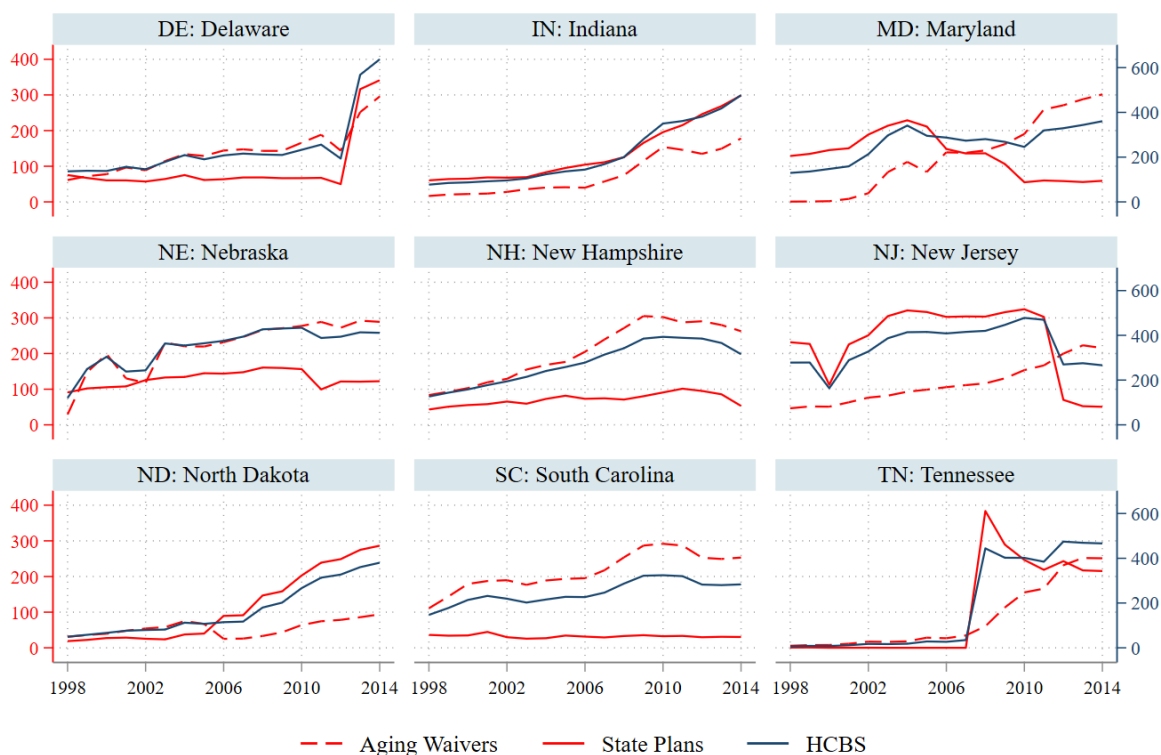 DE: Delaware
IN: Indiana
MD: Maryland
400
300
200
100
0
600
400
200
0
NE: Nebraska
NH: New Hampshire
NJ: New Jersey
400
300
200
100
0
600
400
200
0
ND: North Dakota
SC: South Carolina
TN: Tennessee
400
300
200
100
0
600
400
200
0
1998 2002 2006 2010 2014
1998 2002 2006 2010 2014
1998 2002 2006 2010 2014
Aging Waivers State Plans HCBS